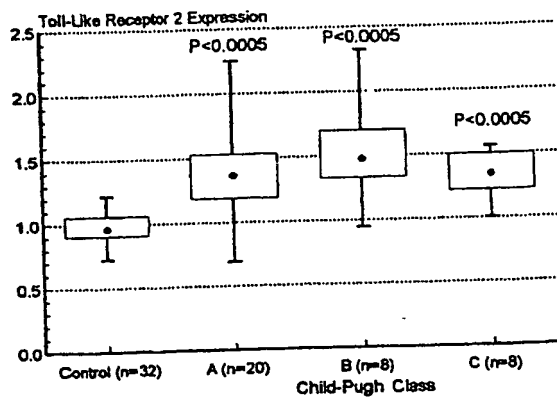 Toll-Like Receptor 2 Expression
2.5
2.0
1.5
1.0
0.5
0.0
P<0.0005
P<0.0005
P<0.0005
Control (n=32)
A (n=20)
B (n=8)
C (n=8)
Child-Pugh Class